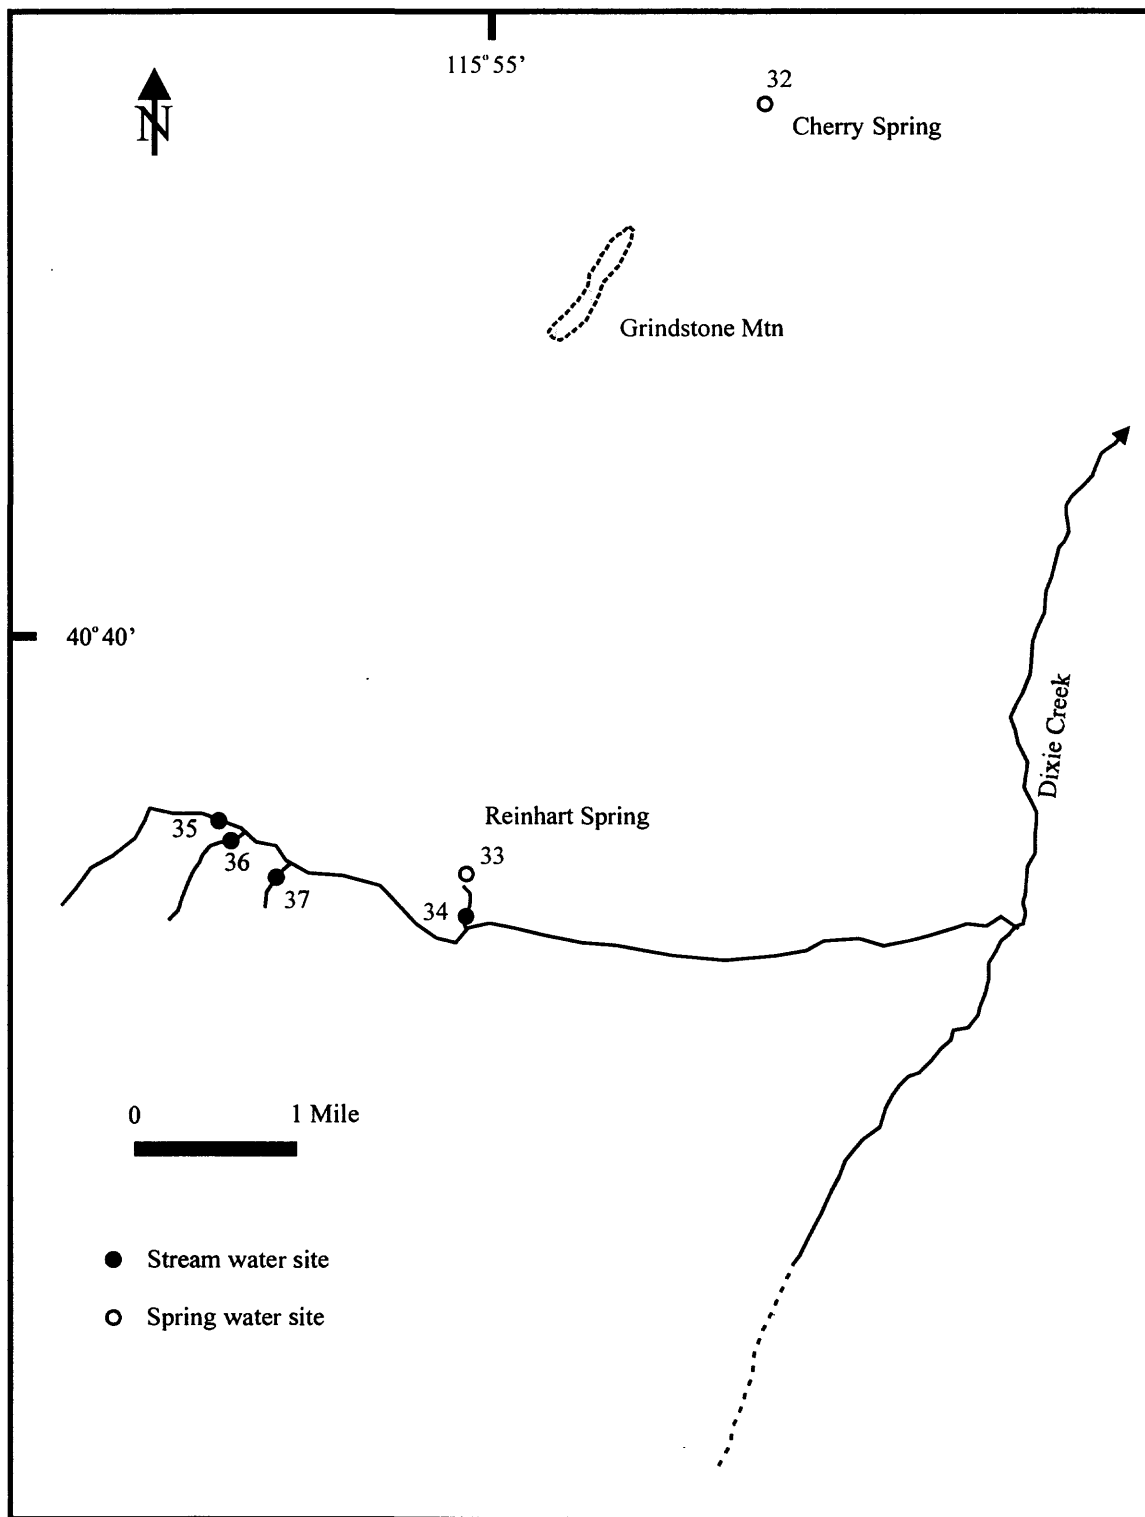 115°55'
32
Cherry Spring
N
Grindstone Mtn
40°40'
Dixie Creek
Reinhart Spring
35
33
36
37
34
0
1 Mile
Stream water site
Spring water site